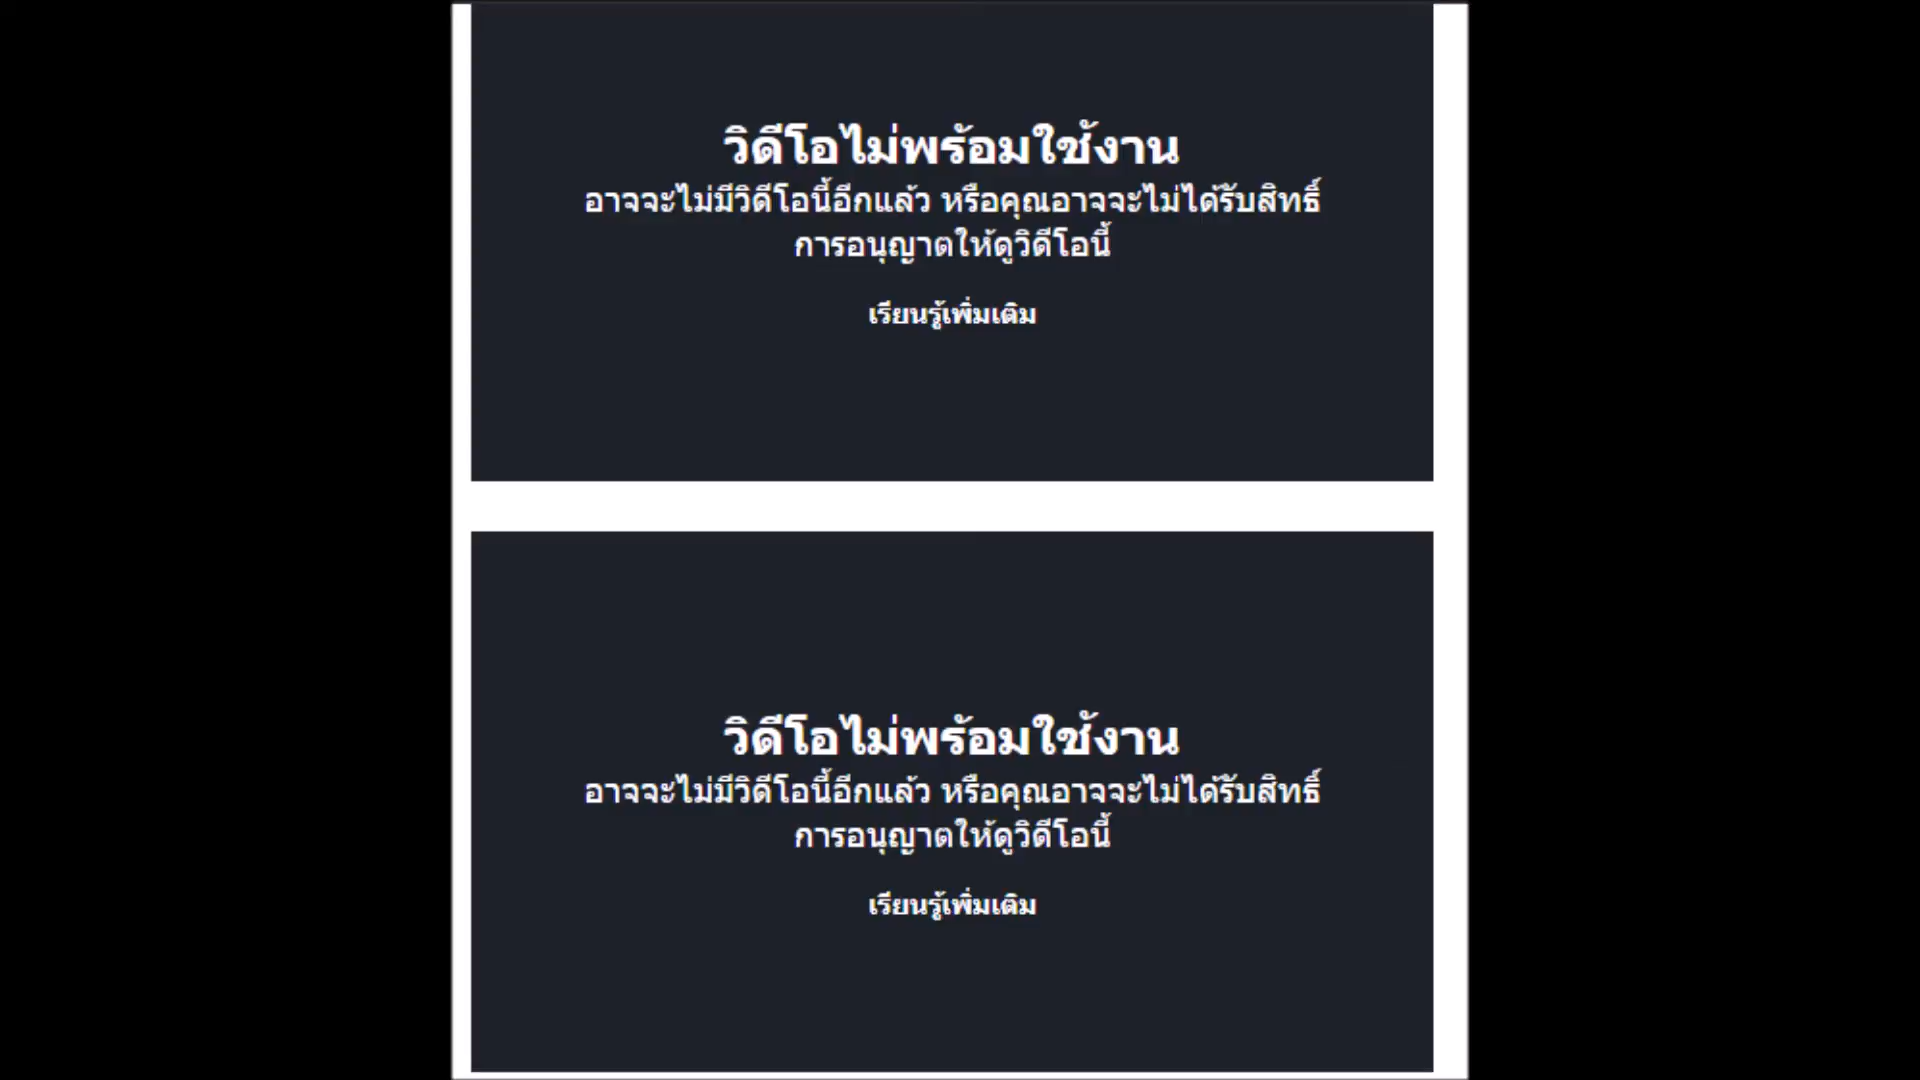 วิดีโอไม่พร้อมใช้งาน
อาจจะไม่มีวิดีโอนี้อีกแล้ว หรือคุณอาจจะไม่ได้รับสิทธิ์
การอนุญาตให้ดูวิดีโอนี้
เรียนรู้เพิ่มเติม
วิดีโอไม่พร้อมใช้งาน
อาจจะไม่มีวิดีโอนี้อีกแล้ว หรือคุณอาจจะไม่ได้รับสิทธิ์
การอนุญาตให้ดูวิดีโอนี้
เรียนรู้เพิ่มเติม